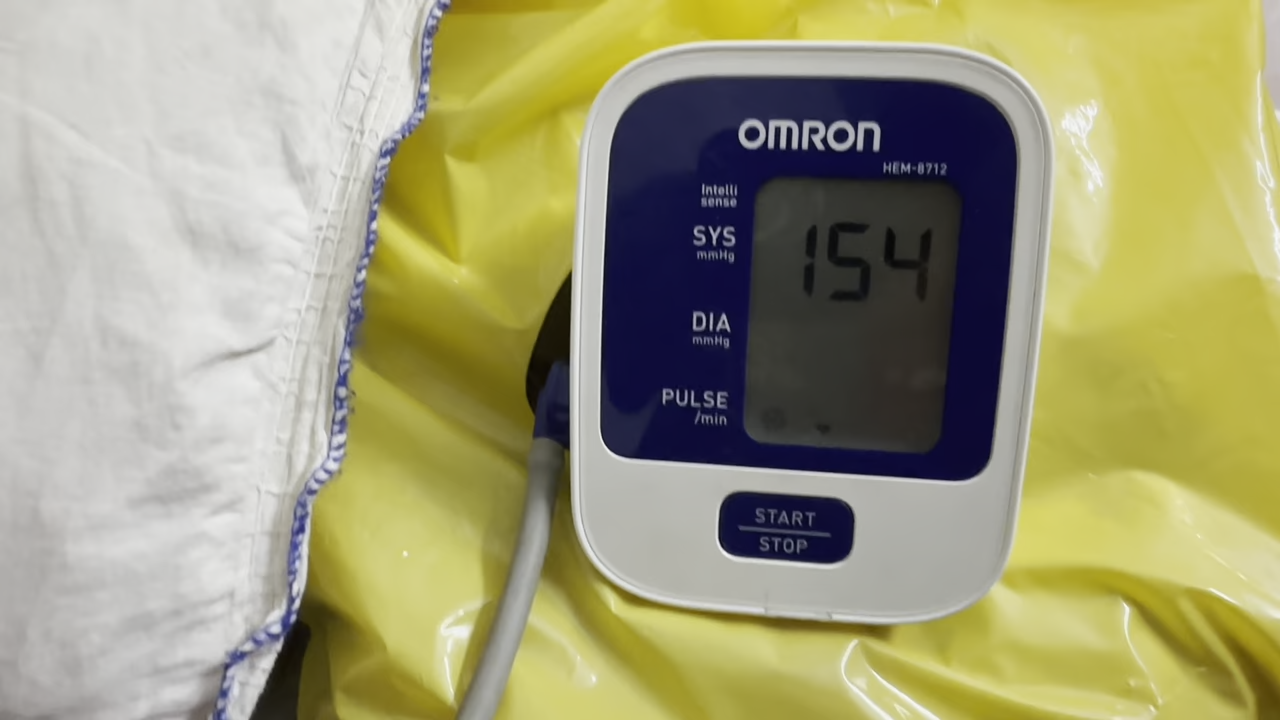 OMRON
HEM-8712
Intelli
sense
SYS
mmHg
154
DIA
mmHg
PULSE
/min
START
STOP